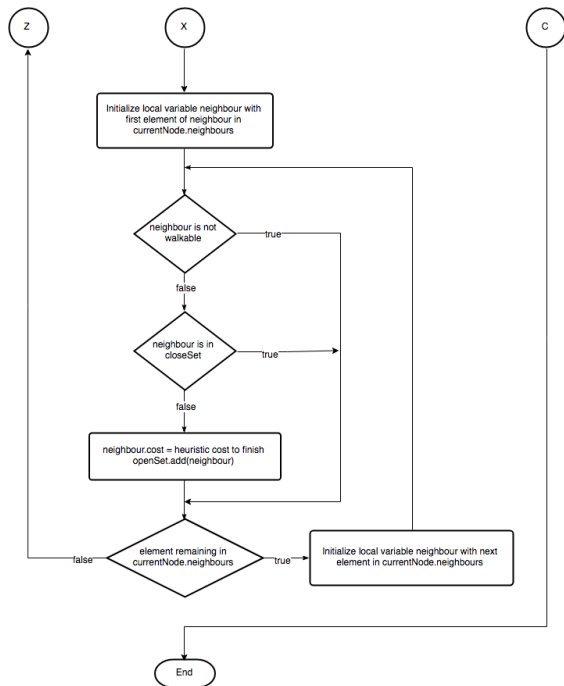 Z
X
C
Initialize local variable neighbour with
first element of neighbour in
currentNode.neighbours
neighbour is not
walkable
true
false
neighbour is in
closeSet
true
false
neighbour.cost = heuristic cost to finish
openSet.add(neighbour)
element remaining in
currentNode.neighbours
false
true
Initialize local variable neighbour with next
element in currentNode.neighbours
End